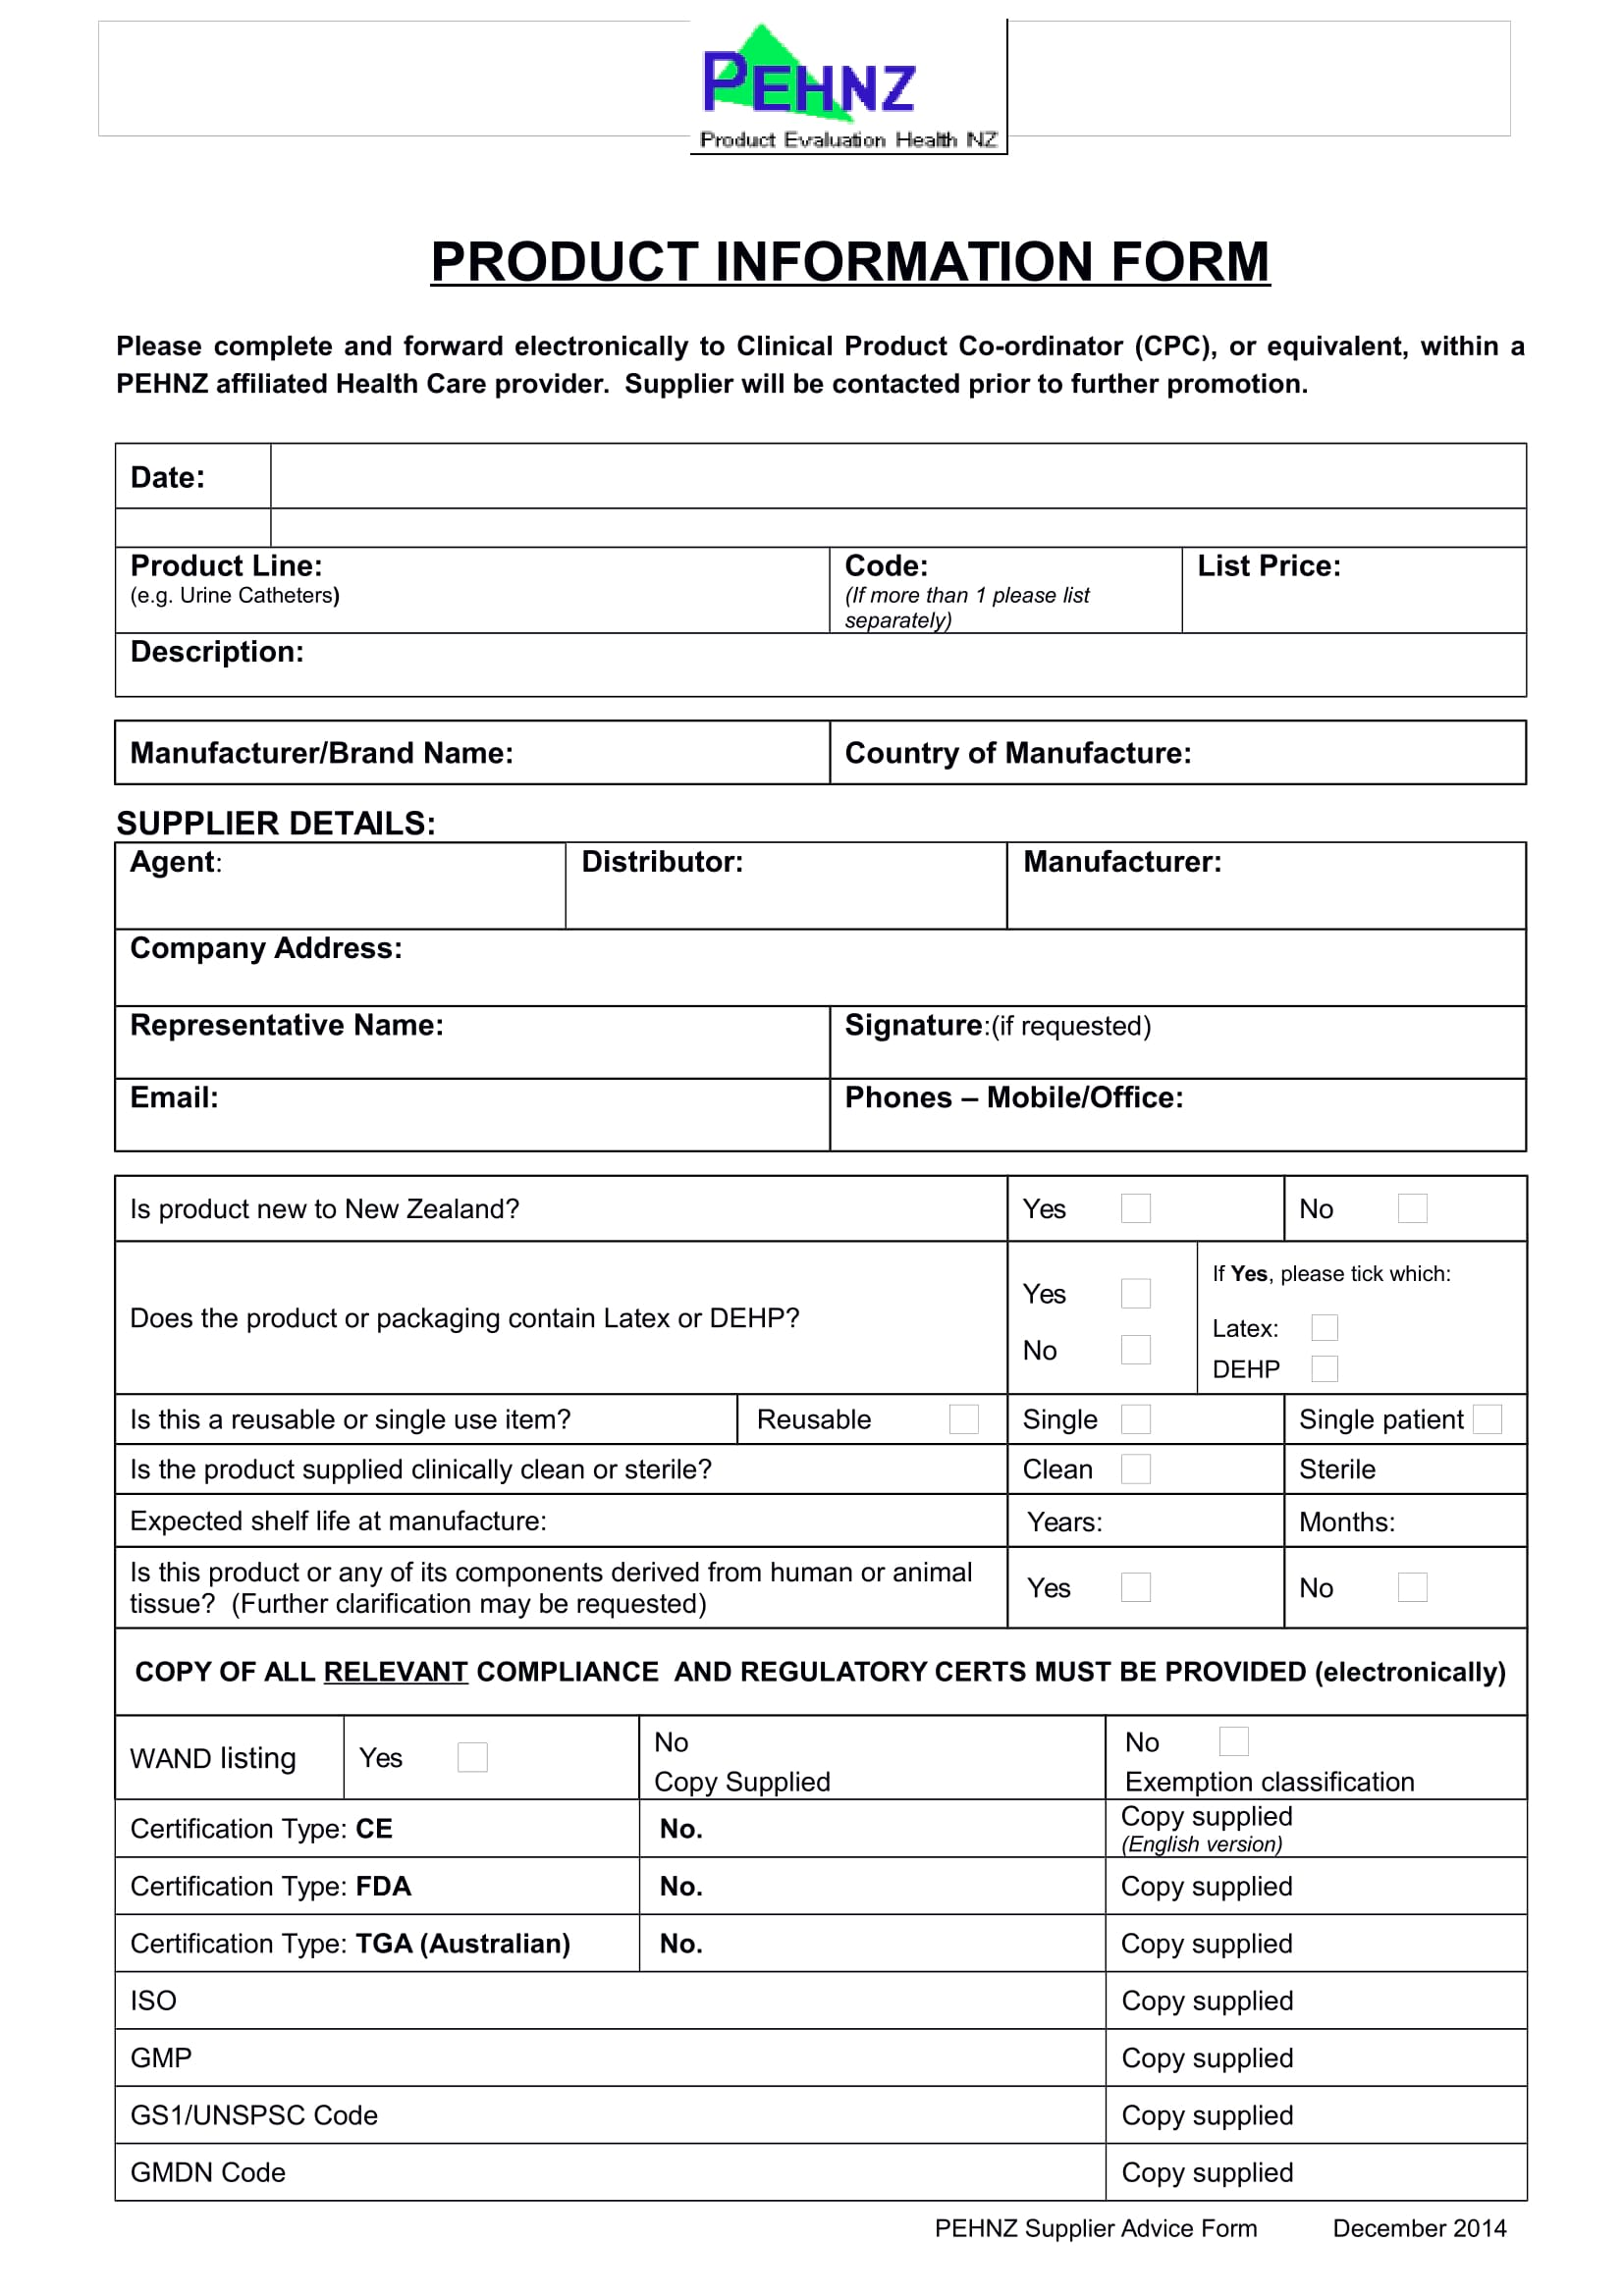 PEHNZ
Product Evaluation Health NZ
PRODUCT INFORMATION FORM
Please complete and forward electronically to Clinical Product Co-ordinator (CPC), or equivalent, within a
PEHNZ affiliated Health Care provider.  Supplier will be contacted prior to further promotion.
Date:
Product Line:
(e.g. Urine Catheters)
Code:
(If more than 1 please list
separately)
List Price:
Description:
Manufacturer/Brand Name:
Country of Manufacture:
SUPPLIER DETAILS:
Agent:
Distributor:
Manufacturer:
Company Address:
Representative Name:
Signature:(if requested)
Email:
Phones – Mobile/Office:
Is product new to New Zealand?
Yes
No
Does the product or packaging contain Latex or DEHP?
Yes
No
If Yes, please tick which:
Latex:
DEHP
Is this a reusable or single use item?
Reusable
Single
Single patient
Is the product supplied clinically clean or sterile?
Clean
Sterile
Expected shelf life at manufacture:
Years:
Months:
Is this product or any of its components derived from human or animal
tissue?  (Further clarification may be requested)
Yes
No
COPY OF ALL RELEVANT COMPLIANCE  AND REGULATORY CERTS MUST BE PROVIDED (electronically)
WAND listing
Yes
No
Copy Supplied
No
Exemption classification
Certification Type: CE
No.
Copy supplied
(English version)
Certification Type: FDA
No.
Copy supplied
Certification Type: TGA (Australian)
No.
Copy supplied
ISO
Copy supplied
GMP
Copy supplied
GS1/UNSPSC Code
Copy supplied
GMDN Code
Copy supplied
PEHNZ Supplier Advice Form
December 2014